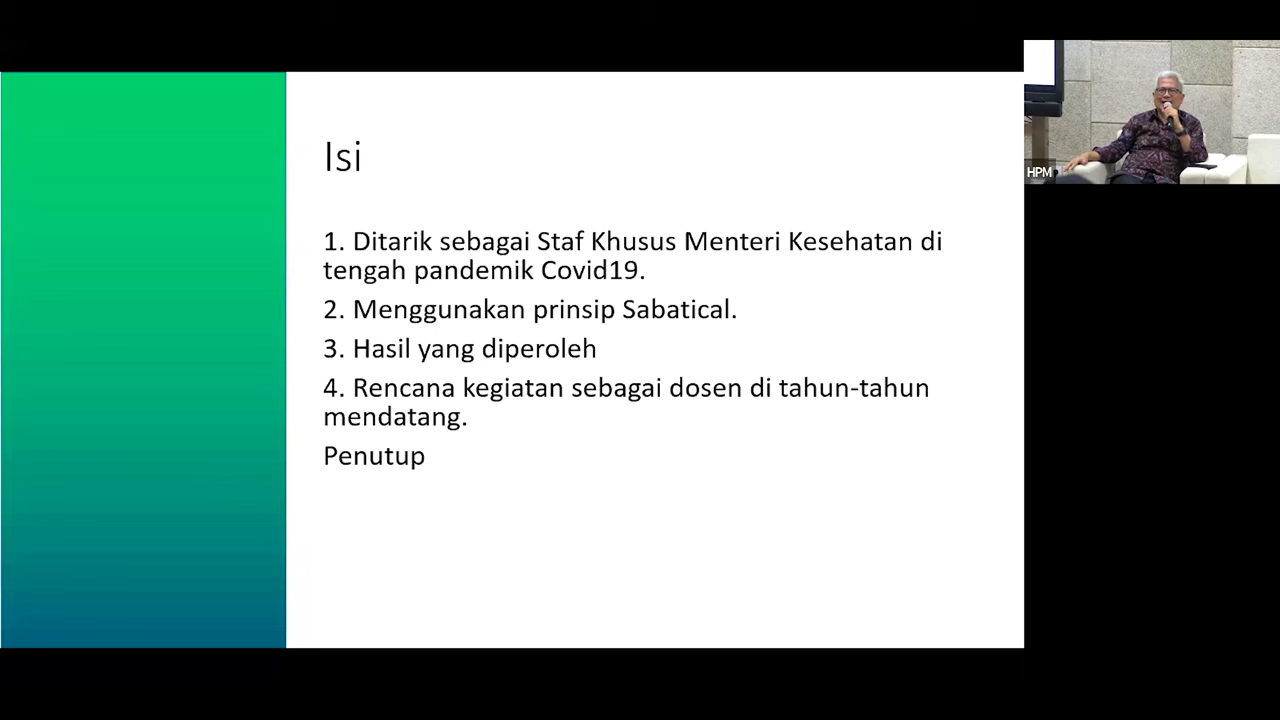 Isi
1. Ditarik sebagai Staf Khusus Menteri Kesehatan di
tengah pandemik Covid19.
2. Menggunakan prinsip Sabatical.
3. Hasil yang diperoleh
4. Rencana kegiatan sebagai dosen di tahun-tahun
mendatang.
Penutup
HPM